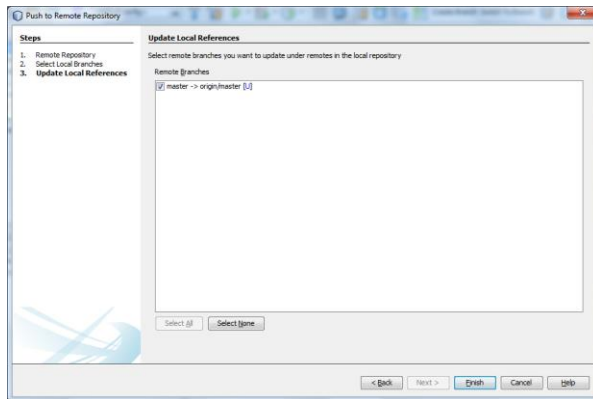 Push to Remote Repository
Steps
1. Remote Repository
2. Select Local Branches
3. Update Local References
Update Local References
Select remote branches you want to update under remotes in the local repository
Remote Branches
master -> origin/master [U]
Select All
Select None
< Back
Next >
Finish
Cancel
Help